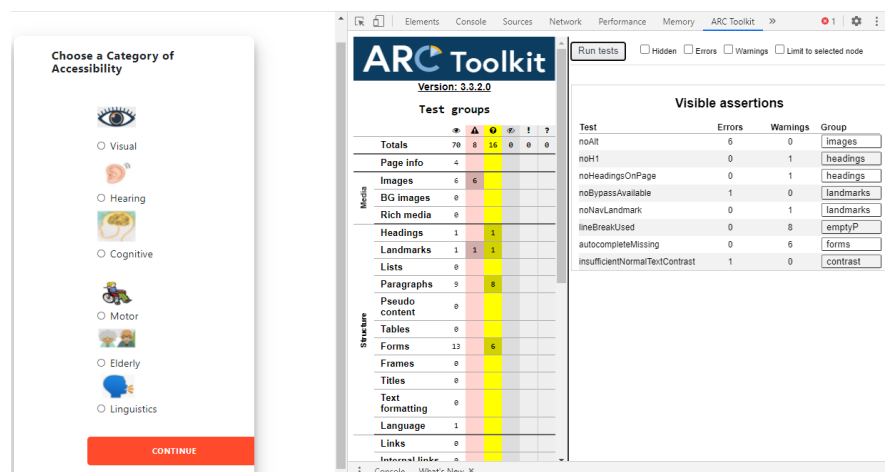 Elements Console Sources Network Performance Memory ARC Toolkit » 1
Choose a Category of
Accessibility
Visual
Hearing
Cognitive
Motor
Elderly
Linguistics
CONTINUE
ARC Toolkit
Version: 3.3.2.0
Test groups
! ?
Totals 70 8 16 0 0 0
Page info 4
Media
Images 6 6
BG images 0
Rich media 0
Structure
Headings 1 1
Landmarks 1 1 1
Lists 0
Paragraphs 9 8
Pseudo
content 0
Tables 0
Forms 13 6
Frames 0
Titles 0
Text
formatting 0
Language 1
Links 0
Internal links
Run tests Hidden Errors Warnings Limit to selected node
Visible assertions
Test Errors Warnings Group
noAlt 6 0 images
noH1 0 1 headings
noHeadingsOnPage 0 1 headings
noBypassAvailable 1 0 landmarks
noNavLandmark 0 1 landmarks
lineBreakUsed 0 8 emptyP
autocompleteMissing 0 6 forms
insufficientNormalTextContrast 1 0 contrast
Console What's New ×